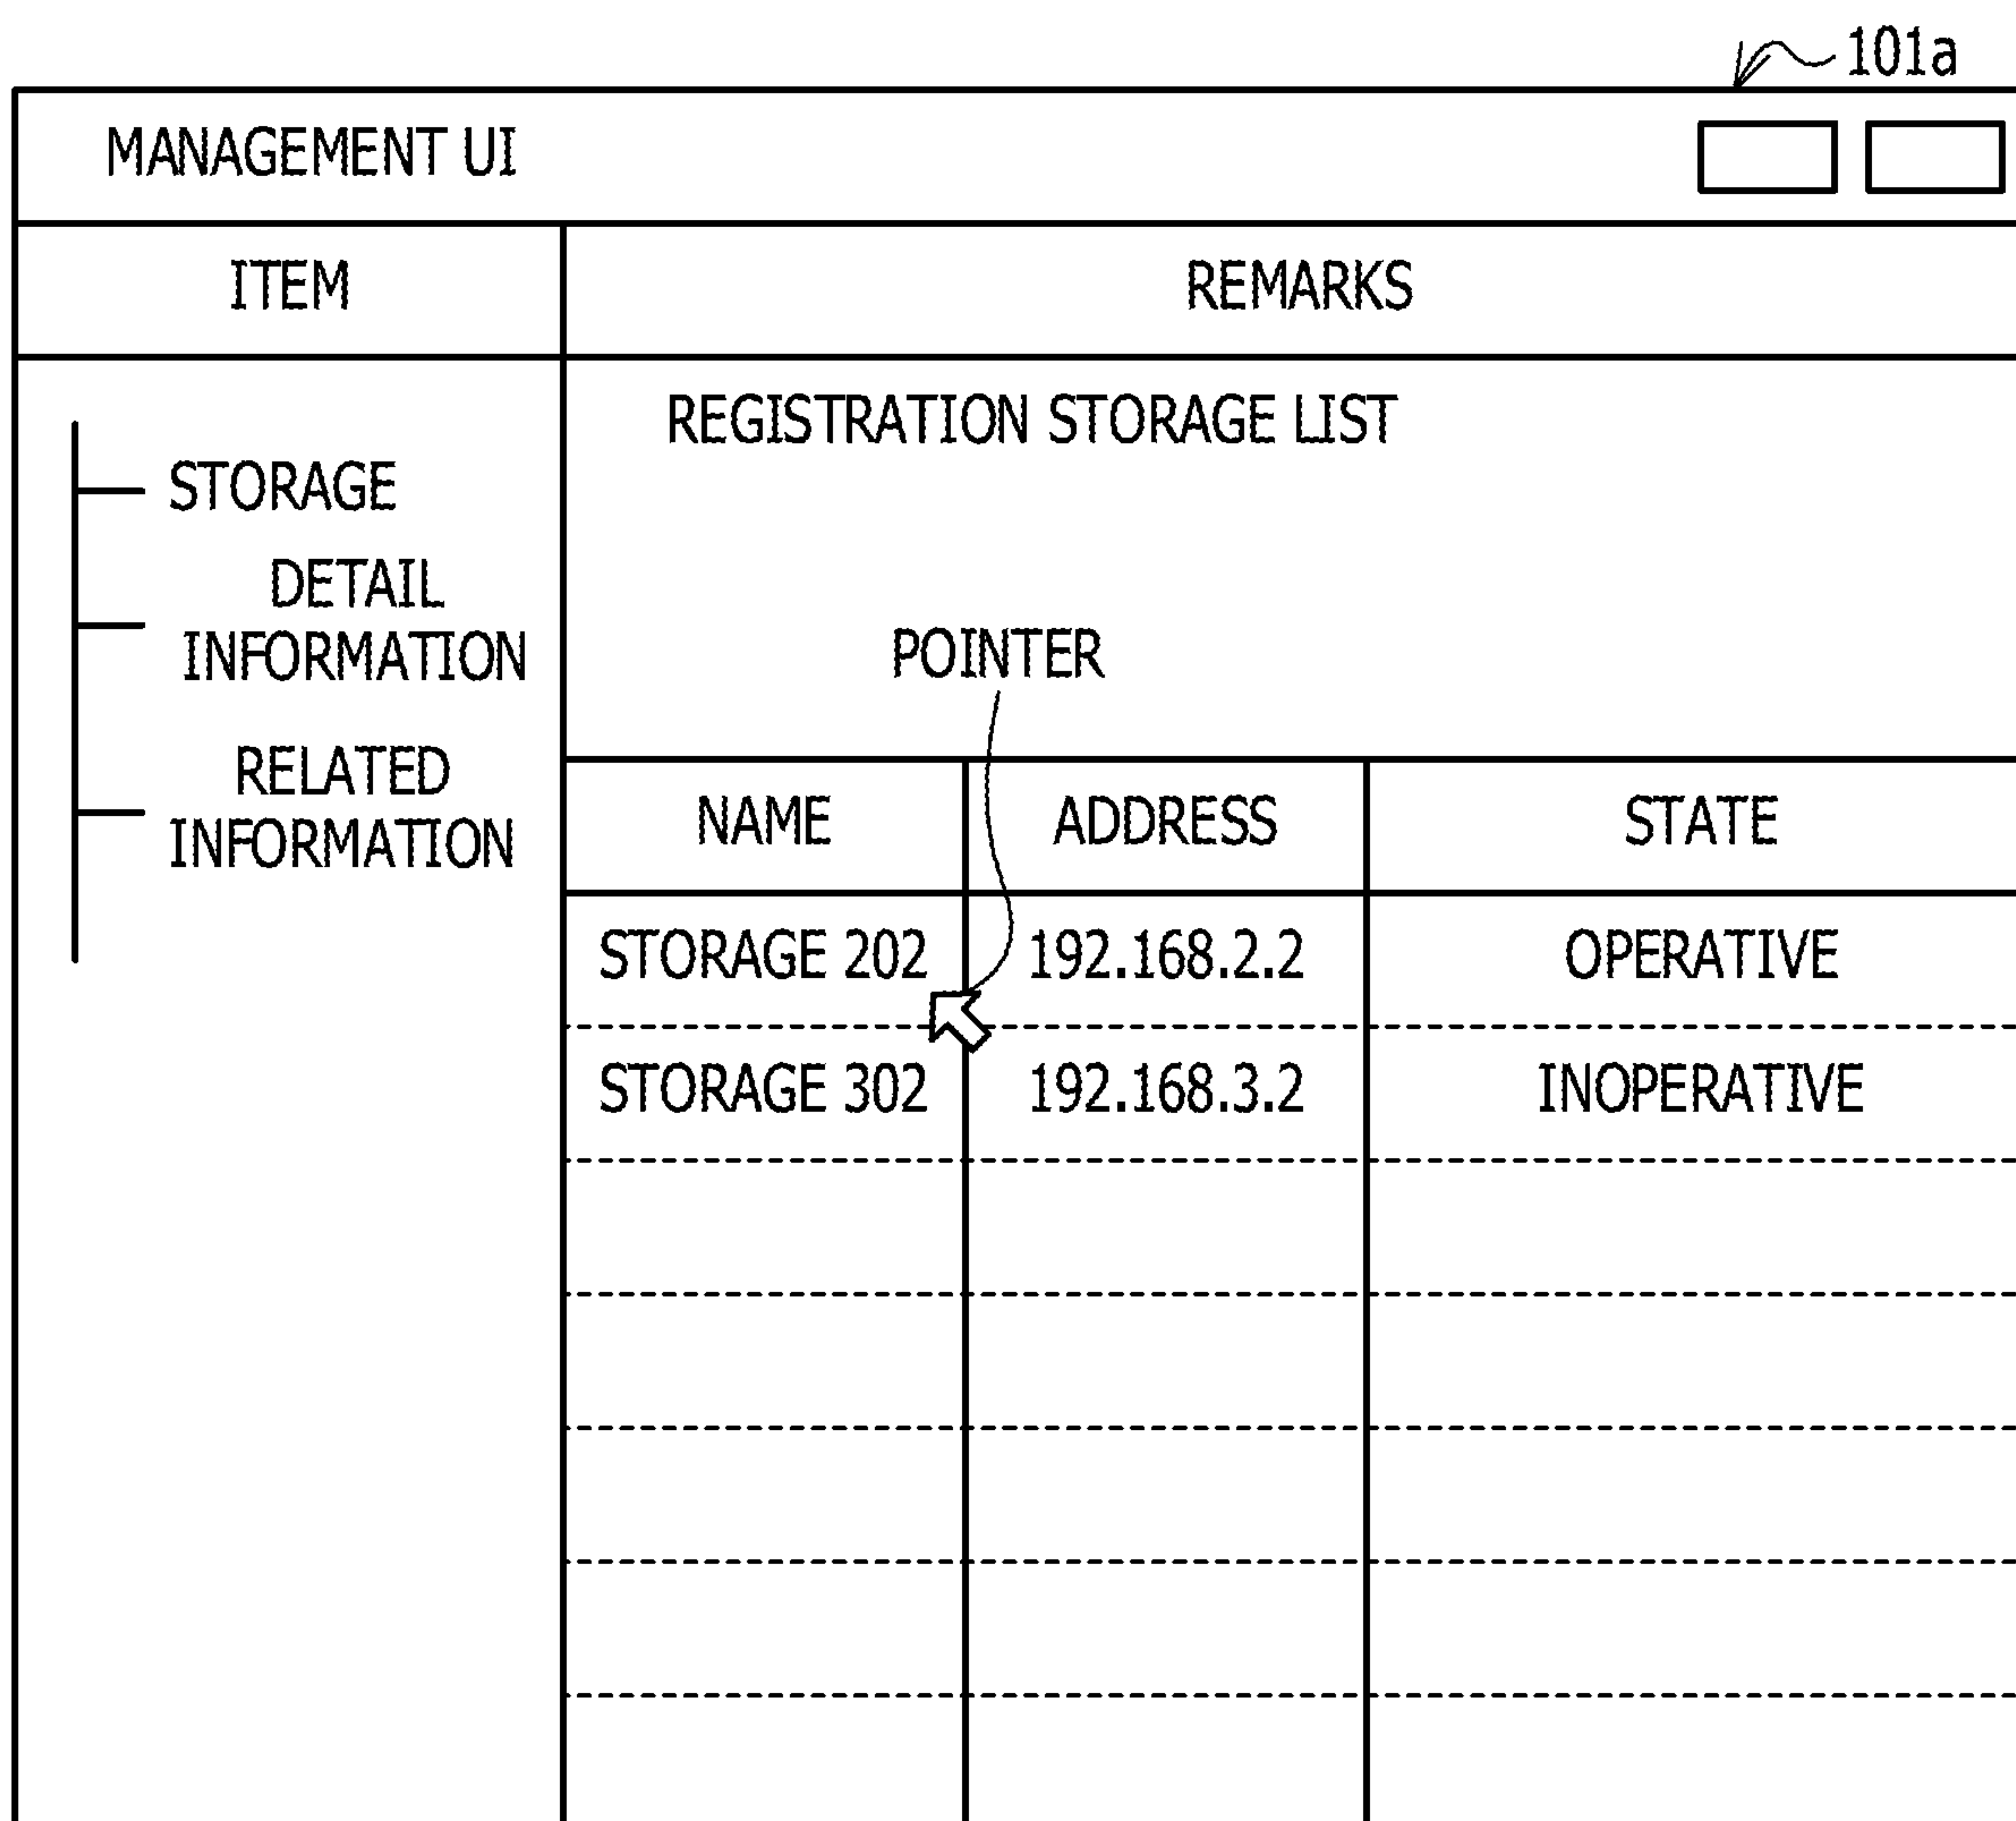 101a
MANAGEMENT UI
ITEM
REMARKS
STORAGE
DETAIL
INFORMATION
RELATED
INFORMATION
REGISTRATION STORAGE LIST
POINTER
NAME ADDRESS STATE
STORAGE 202 192.168.2.2 OPERATIVE
STORAGE 302 192.168.3.2 INOPERATIVE